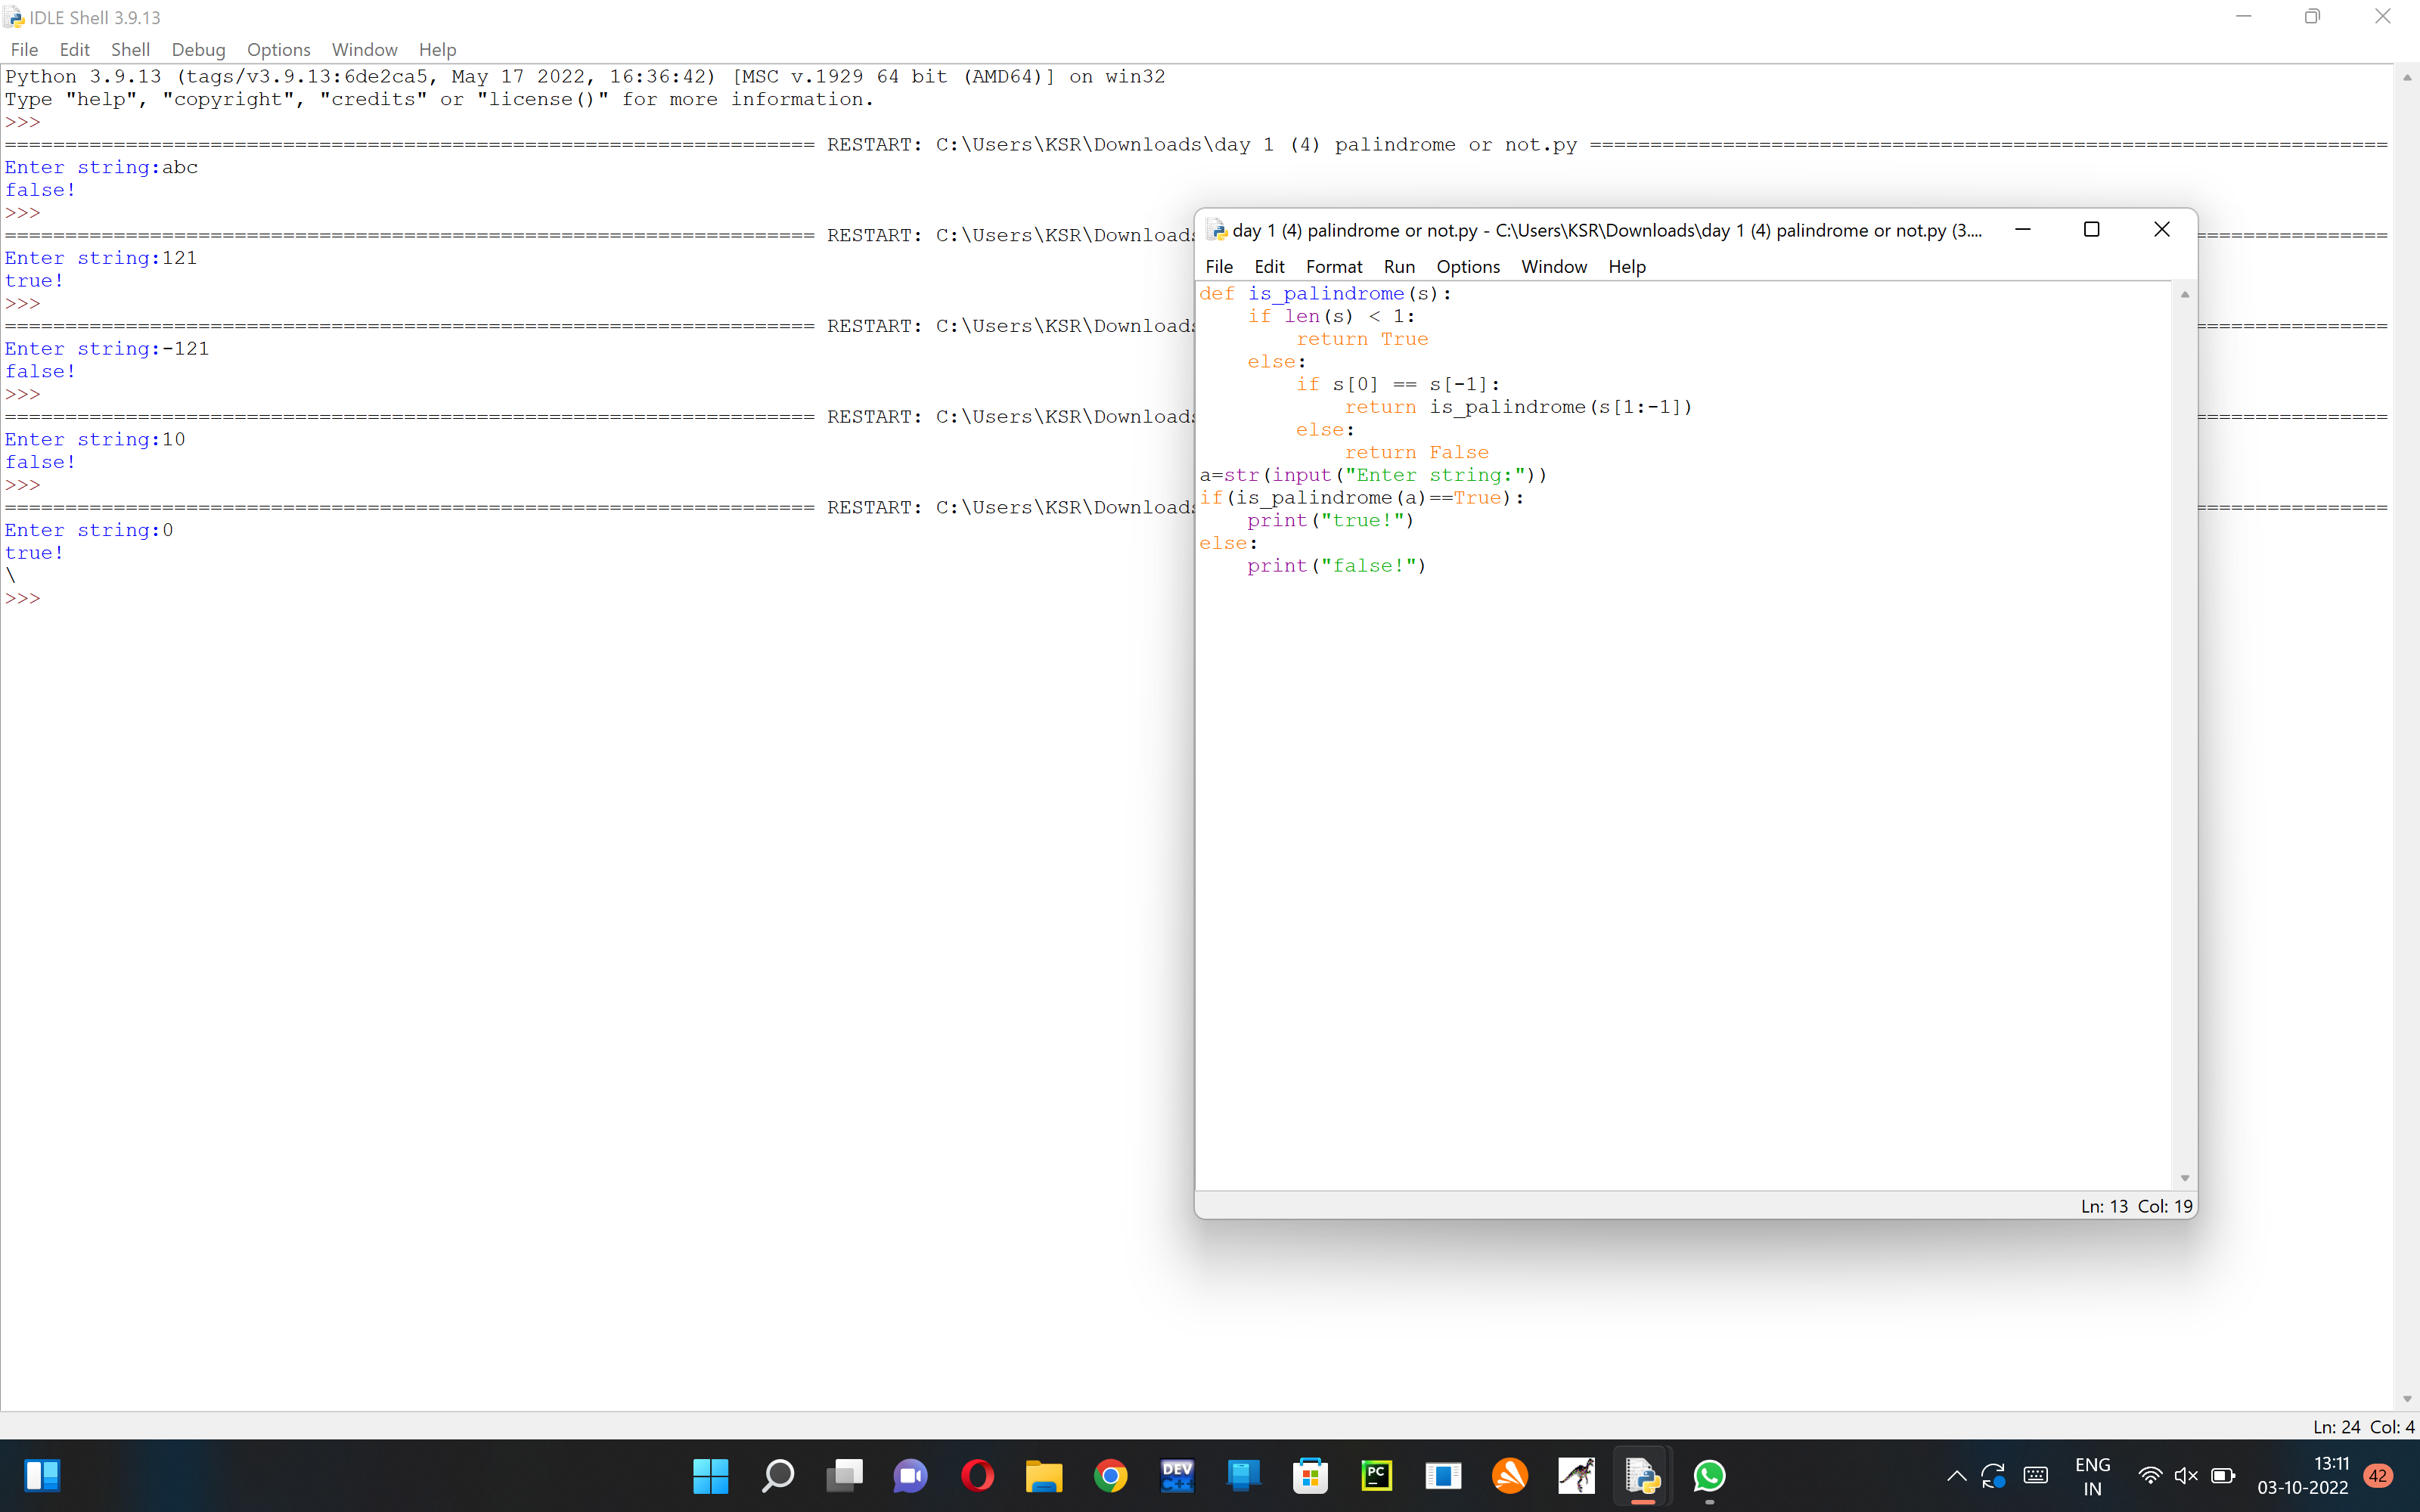 IDLE Shell 3.9.13
File Edit Shell Debug Options Window Help
Python 3.9.13 (tags/v3.9.13:6de2ca5, May 17 2022, 16:36:42) [MSC v.1929 64 bit (AMD64)] on win32
Type "help", "copyright", "credits" or "license()" for more information.
>>>
=================================================================== RESTART: C:\Users\KSR\Downloads\day 1 (4) palindrome or not.py ==================================================================
Enter string:abc
false!
>>>
=================================================================== RESTART: C:\Users\KSR\Downloads
Enter string:121
true!
>>>
=================================================================== RESTART: C:\Users\KSR\Downloads
Enter string:-121
false!
>>>
=================================================================== RESTART: C:\Users\KSR\Downloads
Enter string:10
false!
>>>
=================================================================== RESTART: C:\Users\KSR\Downloads
Enter string:0
true!
\
>>>
day 1 (4) palindrome or not.py - C:\Users\KSR\Downloads\day 1 (4) palindrome or not.py (3....
File Edit Format Run Options Window Help
def is_palindrome(s):
    if len(s) < 1:
        return True
    else:
        if s[0] == s[-1]:
            return is_palindrome(s[1:-1])
        else:
            return False
a=str(input("Enter string:"))
if(is_palindrome(a)==True):
    print("true!")
else:
    print("false!")
Ln: 13 Col: 19
Ln: 24 Col: 4
DEV
C++
PC
ENG
IN
13:11
03-10-2022
42